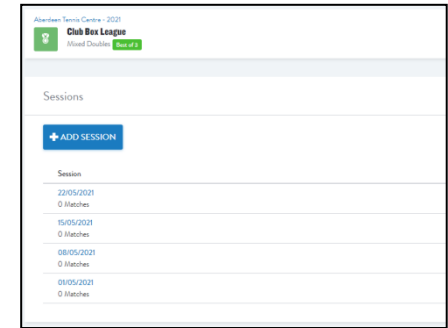 Aberdeen Tennis Centre - 2021
Club Box League
Mixed Doubles Best of 3
Sessions
+ ADD SESSION
Session
22/05/2021
0 Matches
15/05/2021
0 Matches
08/05/2021
0 Matches
01/05/2021
0 Matches